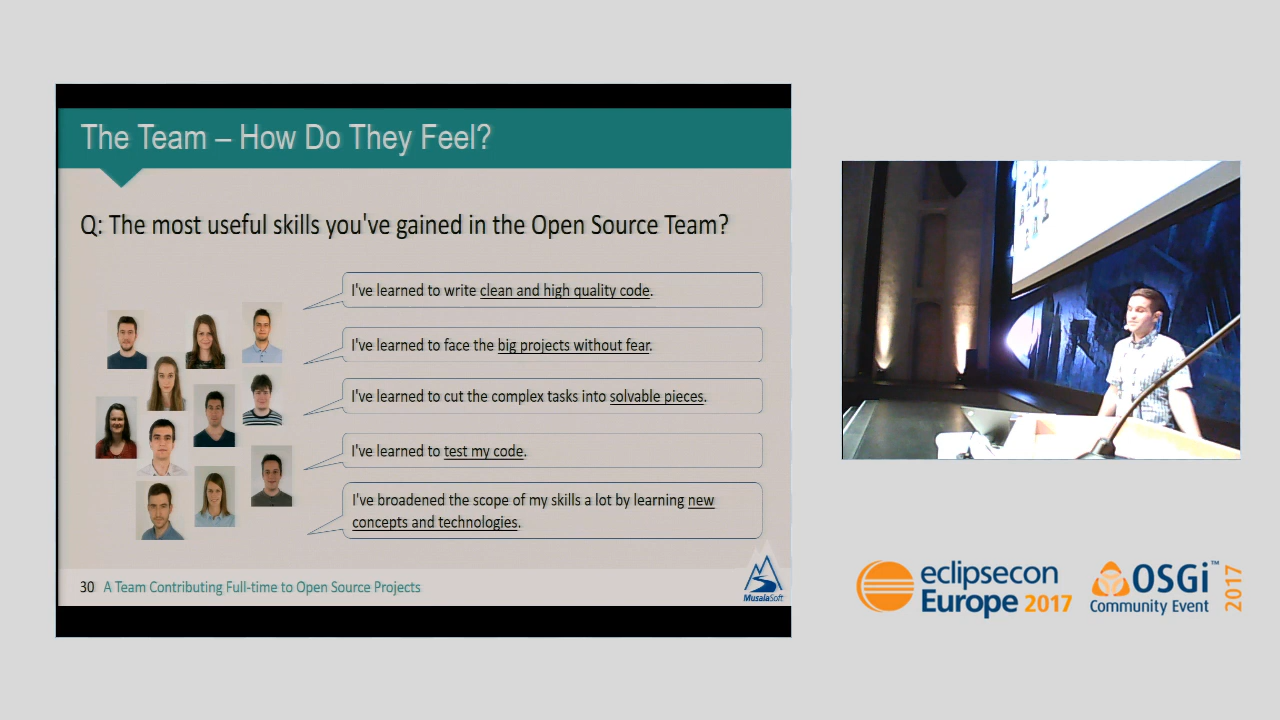 The Team – How Do They Feel?
Q: The most useful skills you've gained in the Open Source Team?
I've learned to write clean and high quality code.
I've learned to face the big projects without fear.
I've learned to cut the complex tasks into solvable pieces.
I've learned to test my code.
I've broadened the scope of my skills a lot by learning new
concepts and technologies.
30 A Team Contributing Full-time to Open Source Projects
MusalaSoft
eclipsecon
Europe 2017
OSGi™
Community Event
2017